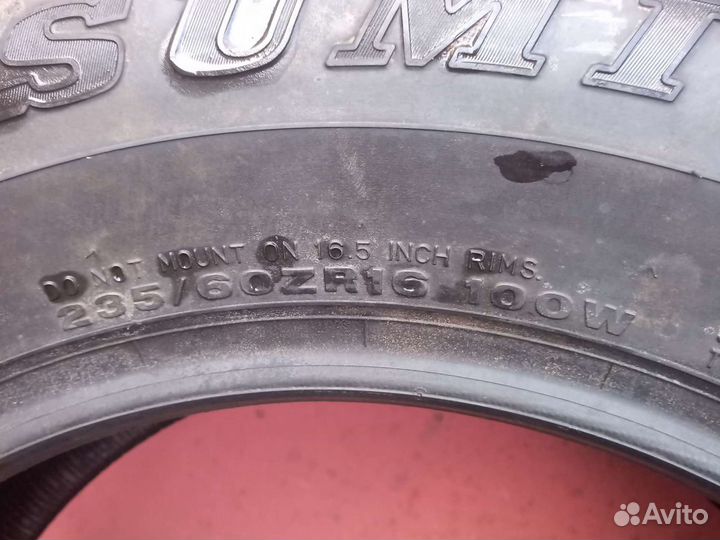 SUMI
DO NOT MOUNT ON 16.5 INCH RIMS.
235/60ZR16 100W
Avito